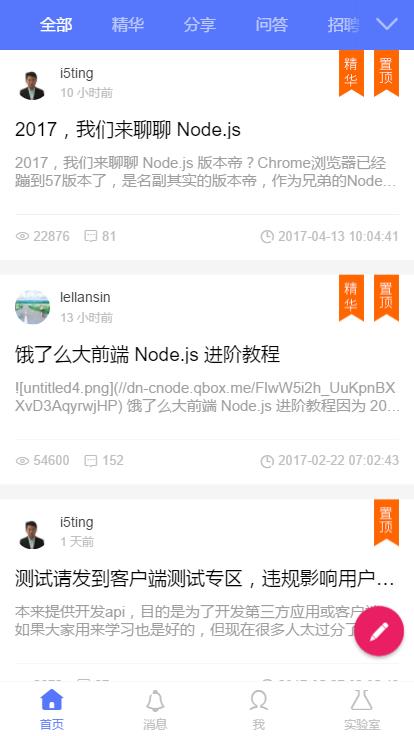 全部 精华 分享 问答 招聘
i5ting
10 小时前
精华 置顶
2017，我们来聊聊 Node.js
2017，我们来聊聊 Node.js 版本帝？Chrome浏览器已经
蹦到57版本了，是名副其实的版本帝，作为兄弟的Node...
22876 81 2017-04-13 10:04:41
lellansin
13 小时前
精华 置顶
饿了么大前端 Node.js 进阶教程
![untitled4.png](//dn-cnode.qbox.me/FlwW5i2h_UuKpnBX
XvD3AqyrwjHP) 饿了么大前端 Node.js 进阶教程因为 20...
54600 152 2017-02-22 07:02:43
i5ting
1 天前
置顶
测试请发到客户端测试专区，违规影响用户...
本来提供开发api，目的是为了开发第三方应用或客户
如果大家用来学习也是好的，但现在很多人太过分了
首页 消息 我 实验室